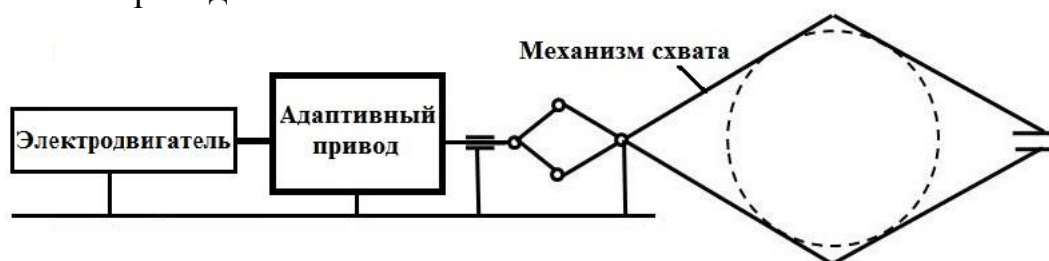 Механизм схвата
Адаптивный
привод
Электродвигатель